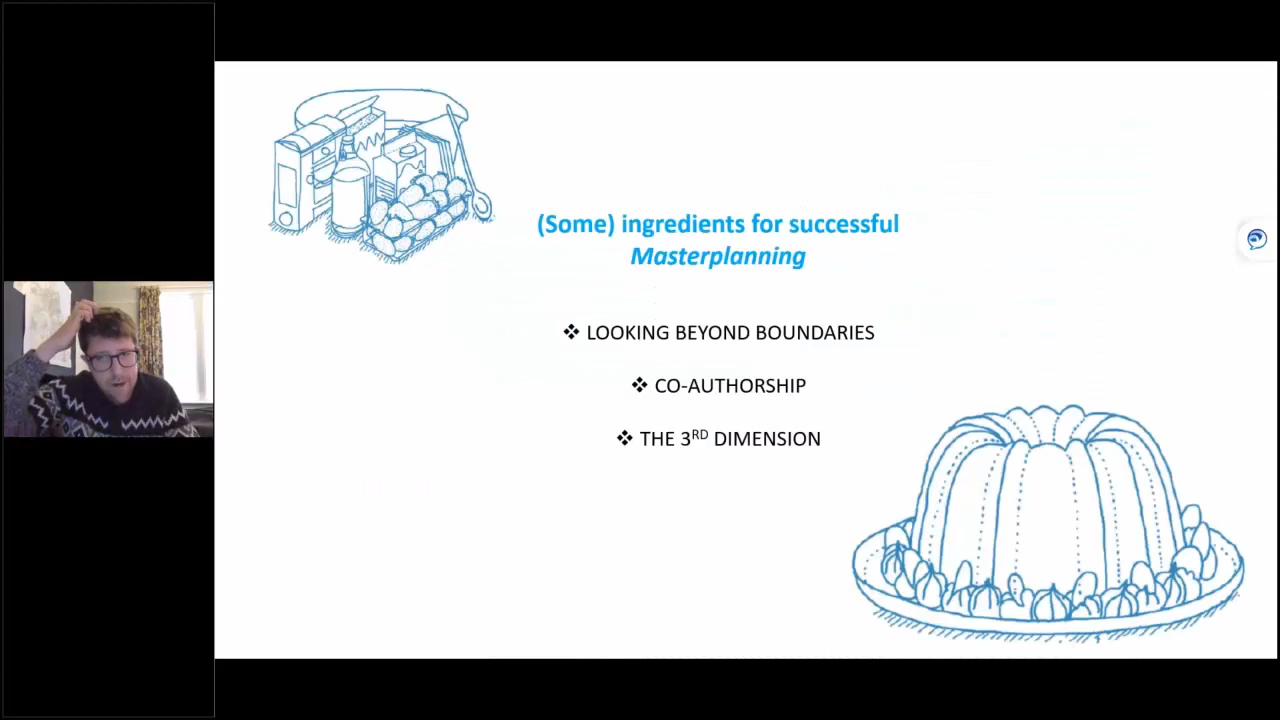 (Some) ingredients for successful
Masterplanning
❖ LOOKING BEYOND BOUNDARIES
❖ CO-AUTHORSHIP
❖ THE 3RD DIMENSION